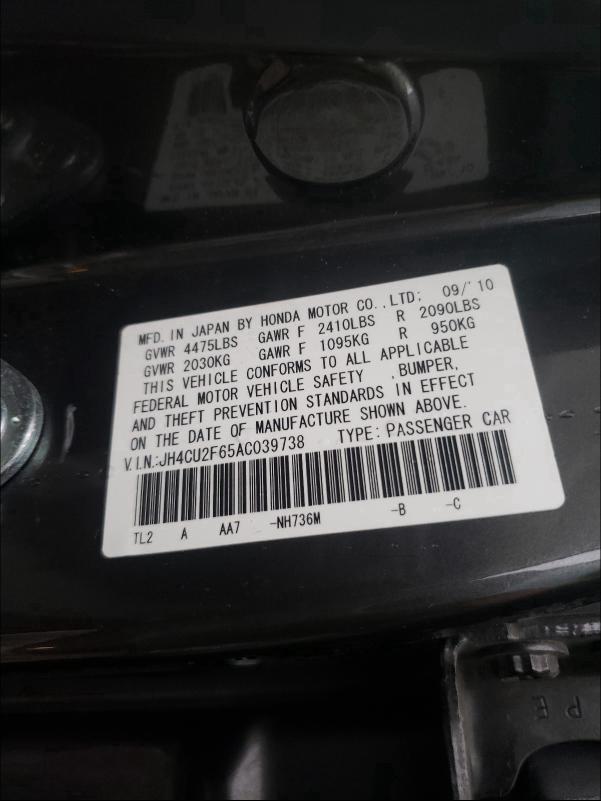 MFD. IN JAPAN BY HONDA MOTOR CO.,LTD; 09/'10
GVWR 4475LBS GAWR F 2410LBS R 2090LBS
GVWR 2030KG GAWR F 1095KG R 950KG
THIS VEHICLE CONFORMS TO ALL APPLICABLE
FEDERAL MOTOR VEHICLE SAFETY ,BUMPER,
AND THEFT PREVENTION STANDARDS IN EFFECT
ON THE DATE OF MANUFACTURE SHOWN ABOVE.
V.I.N.:JH4CU2F65AC039738 TYPE:PASSENGER CAR
TL2 A AA7 -NH736M -B -C
P E